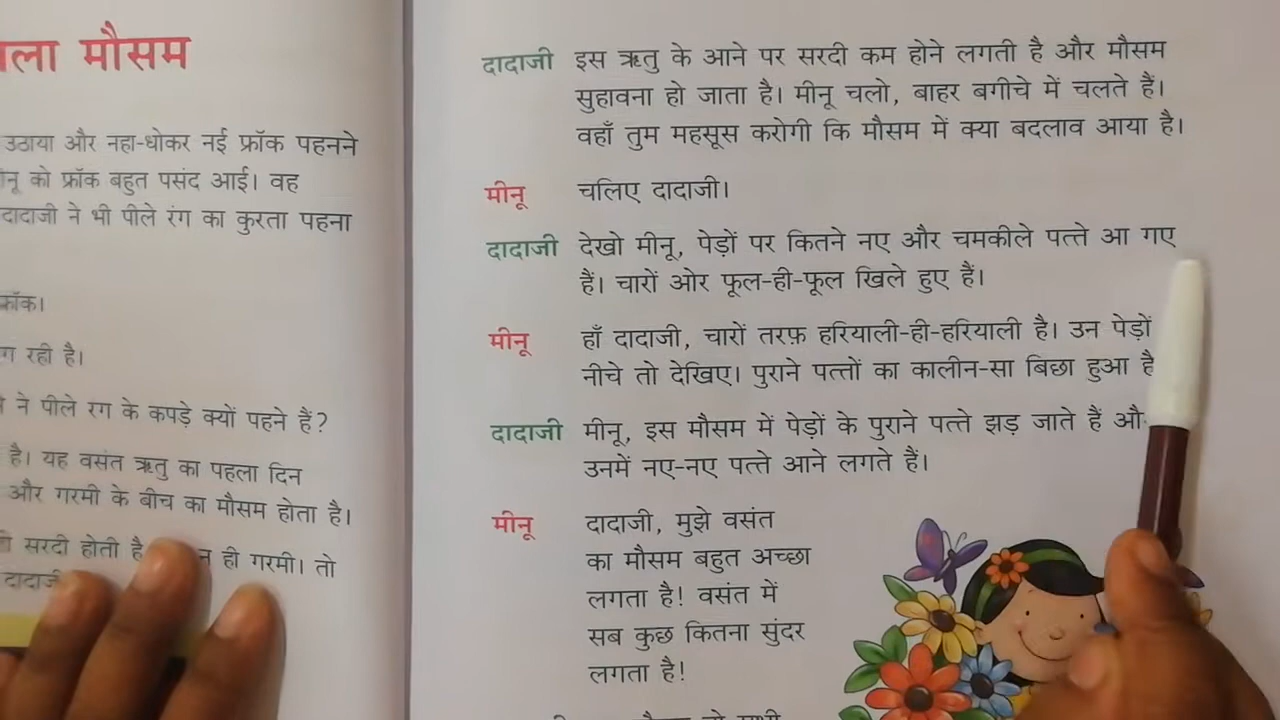 मौसम
उठाया और नहा-धोकर नई फ्रॉक पहनने
को फ्रॉक बहुत पसंद आई। वह
दादाजी ने भी पीले रंग का कुरता पहना
फ्रॉक।
रही है।
ने पीले रंग के कपड़े क्यों पहने हैं?
है। यह वसंत ऋतु का पहला दिन
और गरमी के बीच का मौसम होता है।
सरदी होती है ही गरमी। तो
दादाजी इस ऋतु के आने पर सरदी कम होने लगती है और मौसम
सुहावना हो जाता है। मीनू चलो, बाहर बगीचे में चलते हैं।
वहाँ तुम महसूस करोगी कि मौसम में क्या बदलाव आया है।
मीनू चलिए दादाजी।
दादाजी देखो मीनू, पेड़ों पर कितने नए और चमकीले पत्ते आ गए
हैं। चारों ओर फूल-ही-फूल खिले हुए हैं।
मीनू हाँ दादाजी, चारों तरफ़ हरियाली-ही-हरियाली है। उन पेड़ों
नीचे तो देखिए। पुराने पत्तों का कालीन-सा बिछा हुआ है
दादाजी मीनू, इस मौसम में पेड़ों के पुराने पत्ते झड़ जाते हैं
उनमें नए-नए पत्ते आने लगते हैं।
मीनू दादाजी, मुझे वसंत
का मौसम बहुत अच्छा
लगता है! वसंत में
सब कुछ कितना सुंदर
लगता है!